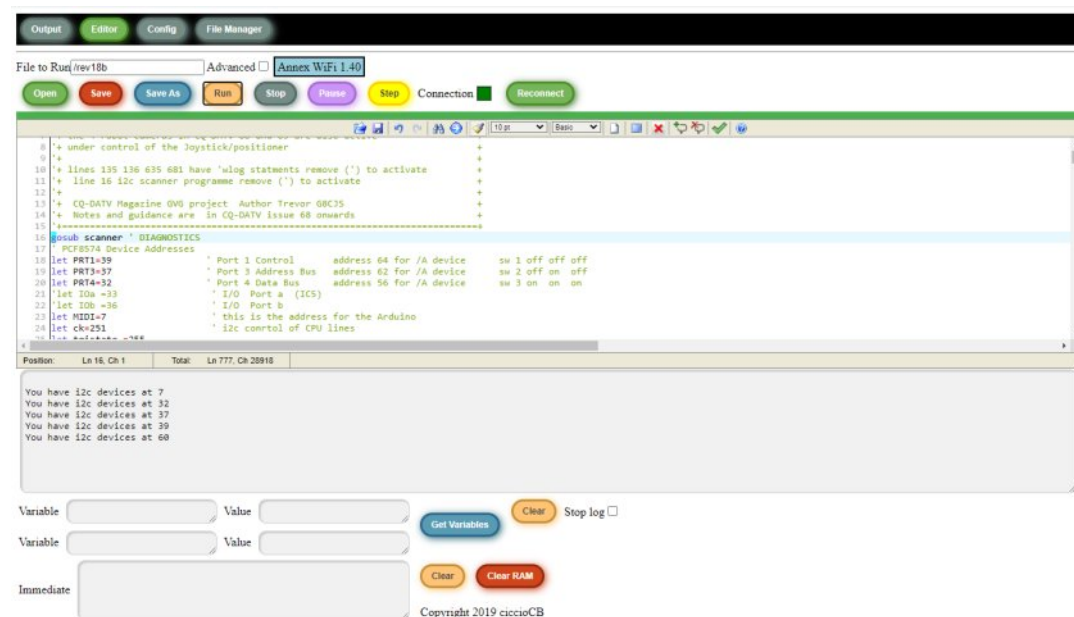 Output Editor Config File Manager
File to Run /rev18b Advanced Annex WiFi 1.40
Open Save Save As Run Stop Pause Step Connection Reconnect
10 pt Basic
8 '+ under control of the Joystick/positioner +
9 '+ +
10 '+ lines 135 136 635 681 have 'wlog statments remove (') to activate +
11 '+ line 16 i2c scanner programme remove (') to activate +
12 '+ +
13 '+ CQ-DATV Magazine GVG project Author Trevor G8CJS +
14 '+ Notes and guidance are in CQ-DATV issue 60 onwards +
15 '+=====================================================================+
16 gosub scanner ' DIAGNOSTICS
17 ' PCF8574 Device Addresses
18 let PRT1=39 ' Port 1 Control address 64 for /A device sw 1 off off off
19 let PRT3=37 ' Port 3 Address Bus address 62 for /A device sw 2 off on off
20 let PRT4=32 ' Port 4 Data Bus address 56 for /A device sw 3 on on on
21 'let IOa =33 ' I/O Port a (IC5)
22 'let IOb =36 ' I/O Port b
23 let MIDI=7 ' this is the address for the Arduino
24 let ck=251 ' i2c conrtol of CPU lines
Position: Ln 16, Ch 1 Total: Ln 777, Ch 28918
You have i2c devices at 7
You have i2c devices at 32
You have i2c devices at 37
You have i2c devices at 39
You have i2c devices at 60
Variable Value Get Variables Clear Stop log
Variable Value
Immediate Clear Clear RAM
Copyright 2019 ciccioCB